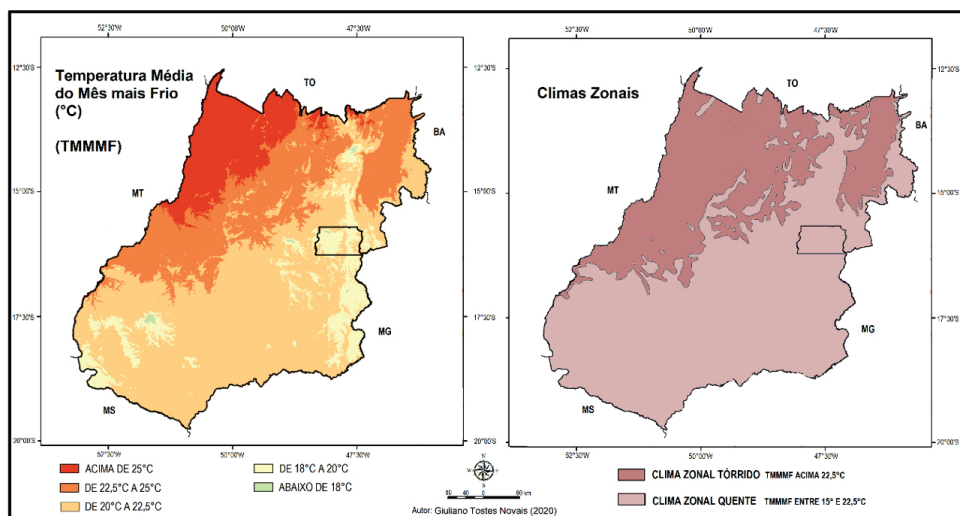 52°30'O
50°00'O
47°30'O
12°30'S
15°00'S
17°30'S
20°00'S
Temperatura Média
do Mês mais Frio
(°C)
(TMMMF)
TO
BA
MT
MG
MS
52°30'O
50°00'O
47°30'O
ACIMA DE 25°C
DE 22,5°C A 25°C
DE 20°C A 22,5°C
DE 18°C A 20°C
ABAIXO DE 18°C
52°30'O
50°00'O
47°30'O
Climas Zonais
TO
BA
MT
MG
MS
12°30'S
15°00'S
17°30'S
20°00'S
52°30'O
50°00'O
47°30'O
Autor: Giuliano Tostes Novais (2020)
CLIMA ZONAL TÓRRIDO TMMMF ACIMA 22,5°C
CLIMA ZONAL QUENTE TMMMF ENTRE 15° E 22,5°C